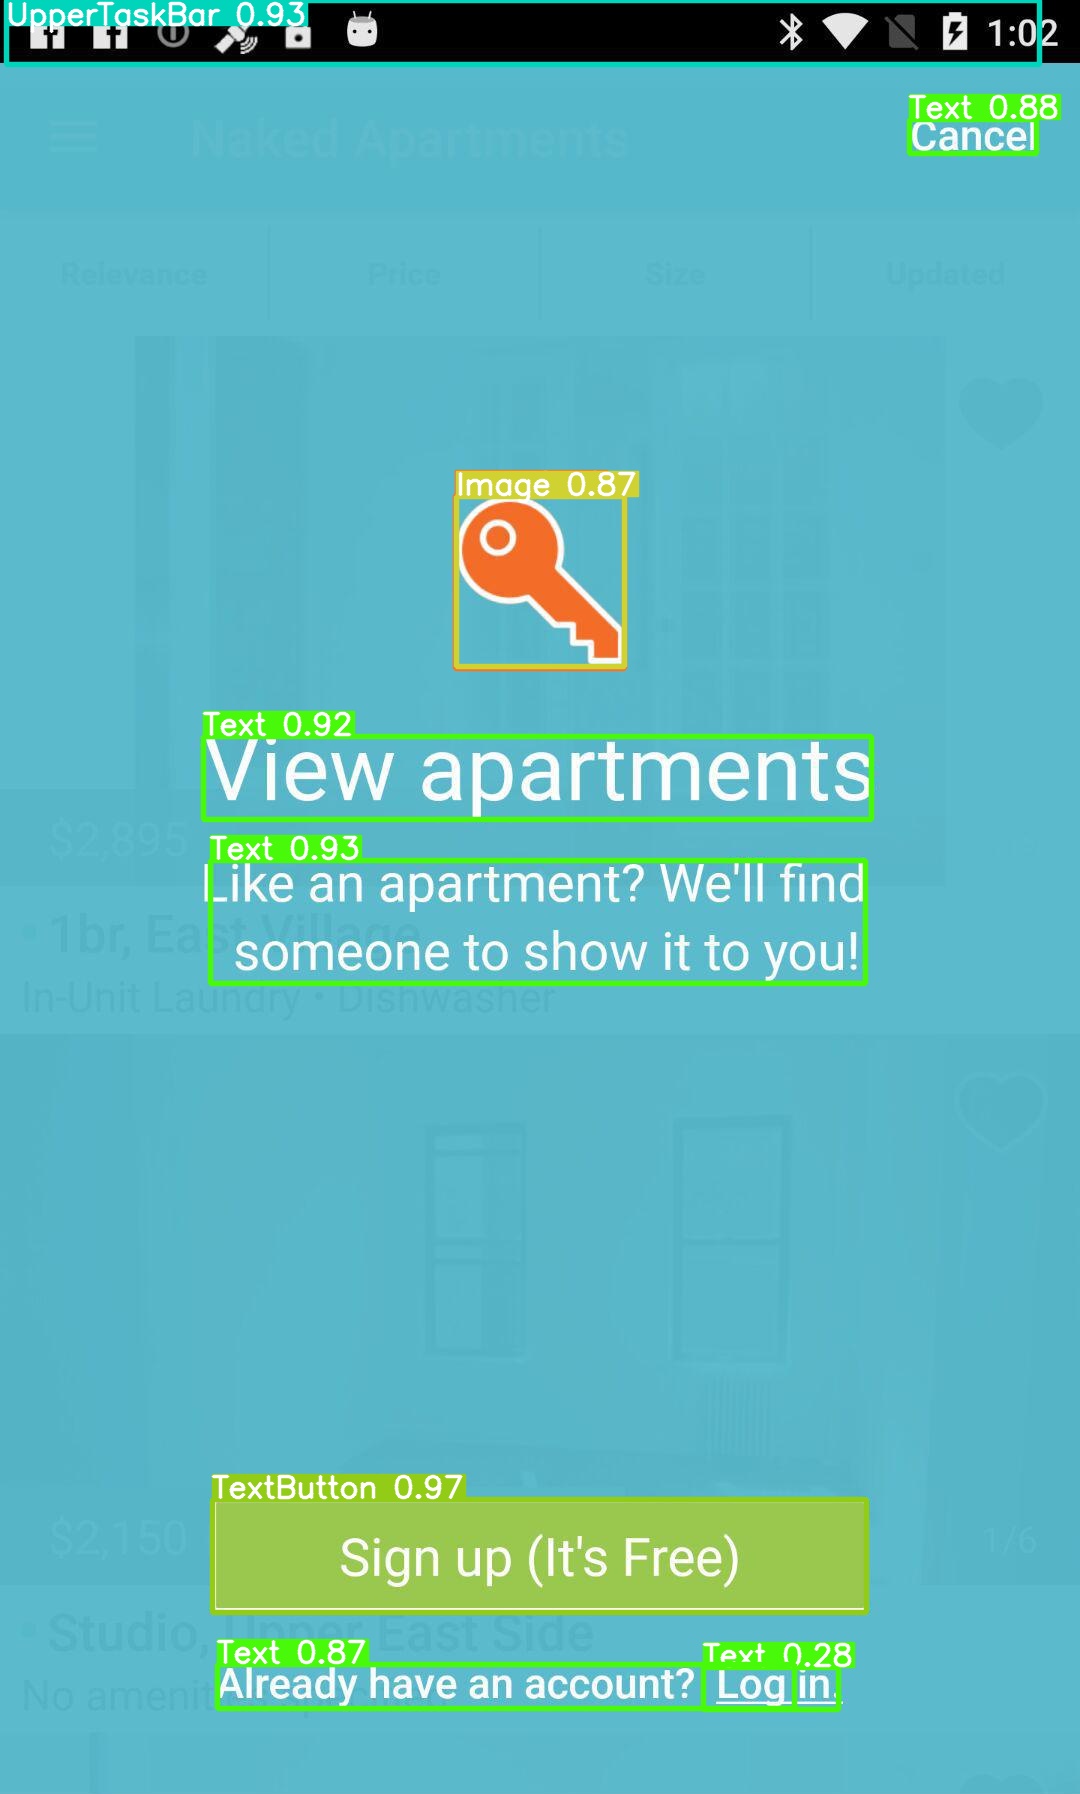 UpperTaskBar 0.93
1:02
Text 0.88
Naked Apartments
Cancel
Relevance Price Size Updated
Image 0.87
Text 0.92
View apartments
$2,895
Text 0.93
Like an apartment? We'll find
1br, East Village
someone to show it to you!
In-Unit Laundry • Dishwasher
TextButton 0.97
$2,150
Sign up (It's Free)
1/6
Studio, Upper East Side
Text 0.87 Text 0.28
Already have an account? Log in.
No amenities